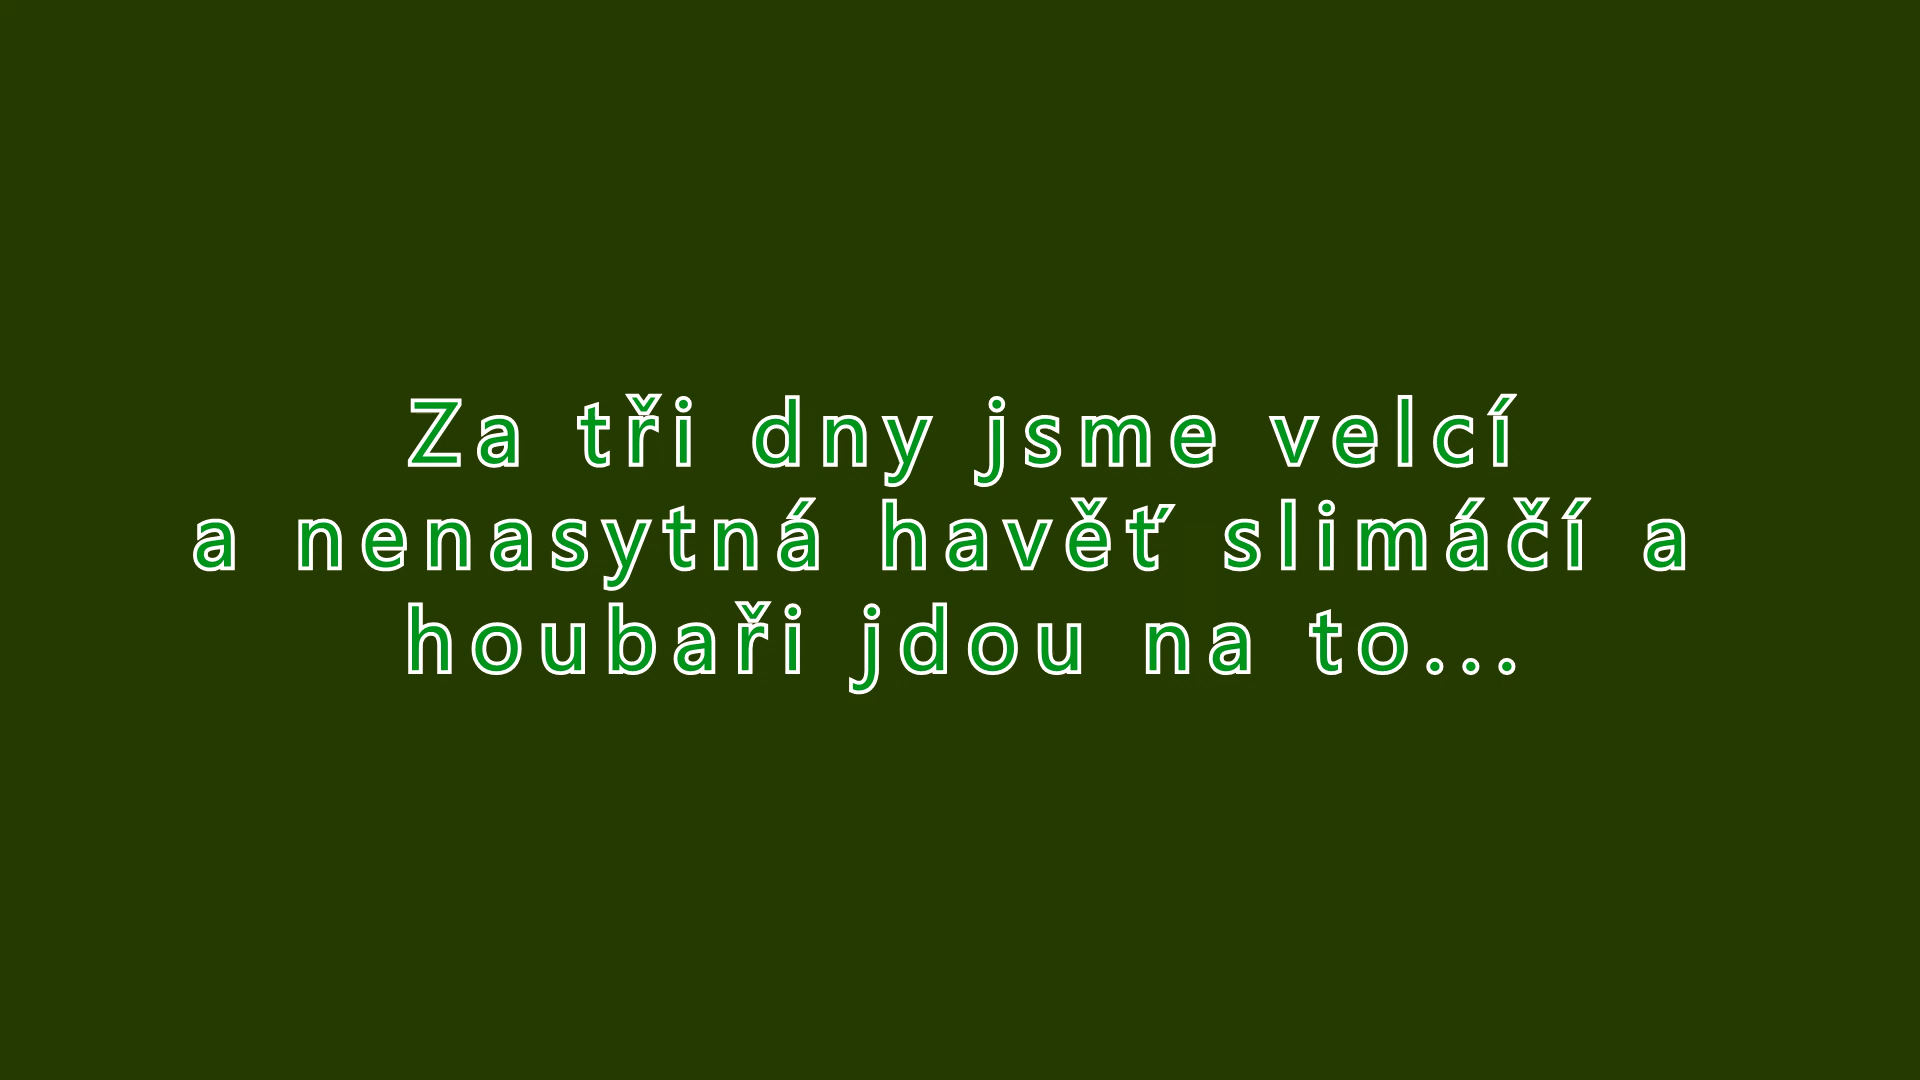 Za tři dny jsme velcí
a nenasytná havěť slimáčí a
houbaři jdou na to...